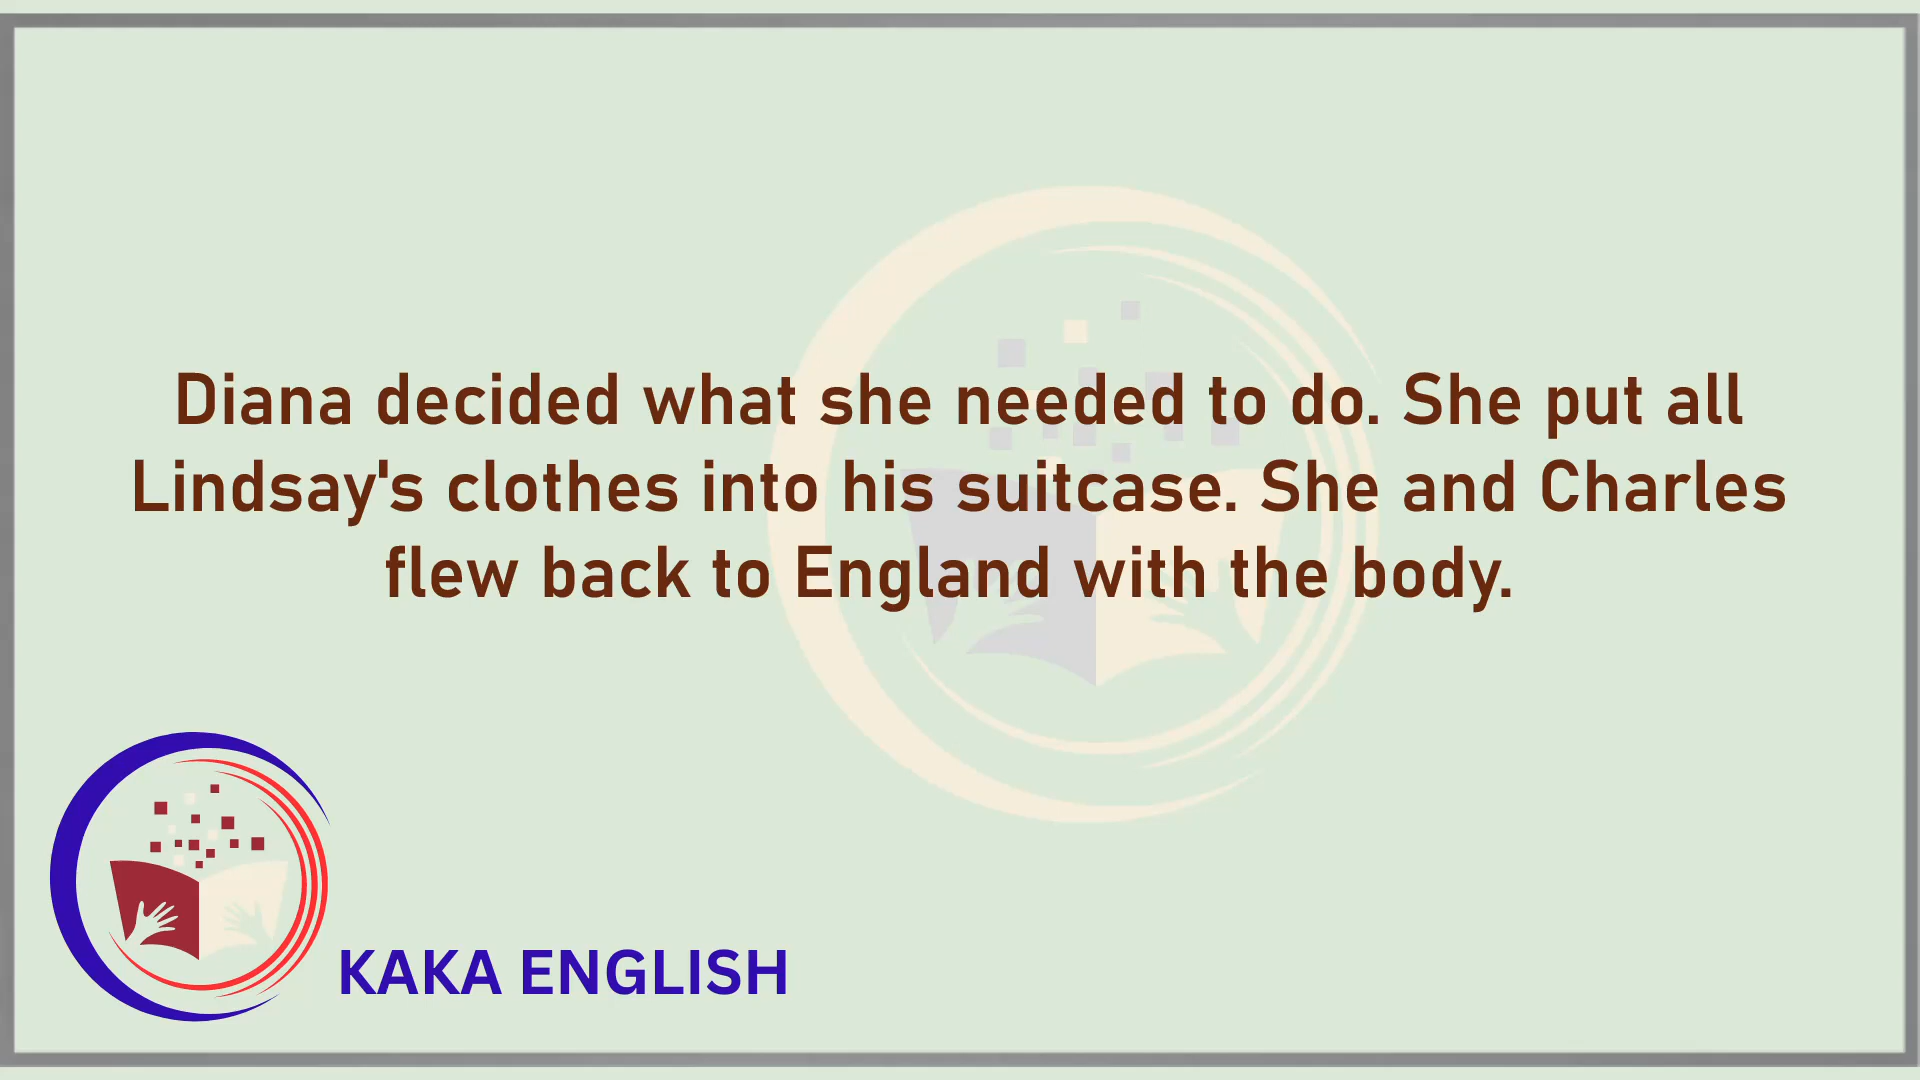 Diana decided what she needed to do. She put all
Lindsay's clothes into his suitcase. She and Charles
flew back to England with the body.
KAKA ENGLISH